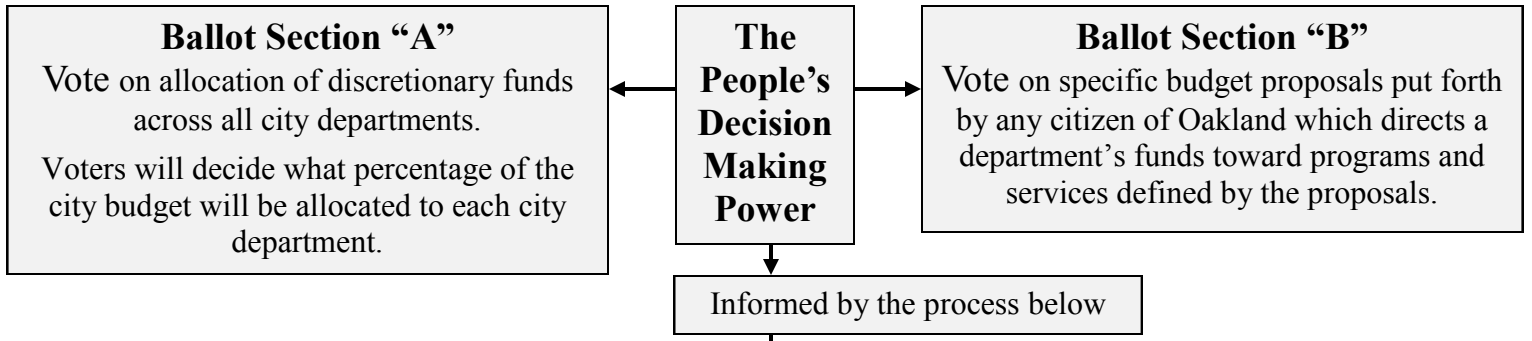 Ballot Section “A”
Vote on allocation of discretionary funds
across all city departments.
Voters will decide what percentage of the
city budget will be allocated to each city
department.
The
People’s
Decision
Making
Power
Ballot Section “B”
Vote on specific budget proposals put forth
by any citizen of Oakland which directs a
department’s funds toward programs and
services defined by the proposals.
Informed by the process below